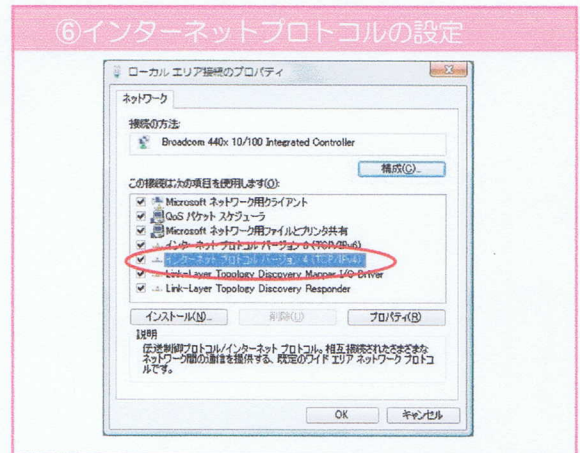 ⑥インターネットプロトコルの設定
ローカル エリア接続のプロパティ
ネットワーク
接続の方法:
Broadcom 440x 10/100 Integrated Controller
構成(C)...
この接続は次の項目を使用します(O):
Microsoft ネットワーク用クライアント
QoS パケット スケジューラ
Microsoft ネットワーク用ファイルとプリンタ共有
インターネット プロトコル バージョン 6 (TCP/IPv6)
インターネット プロトコル バージョン 4 (TCP/IPv4)
Link-Layer Topology Discovery Mapper I/O Driver
Link-Layer Topology Discovery Responder
インストール(N)...
削除(U)
プロパティ(R)
説明
伝送制御プロトコル/インターネット プロトコル。相互接続されたさまざまな
ネットワーク間の通信を提供する、既定のワイド エリア ネットワーク プロトコ
ルです。
OK
キャンセル